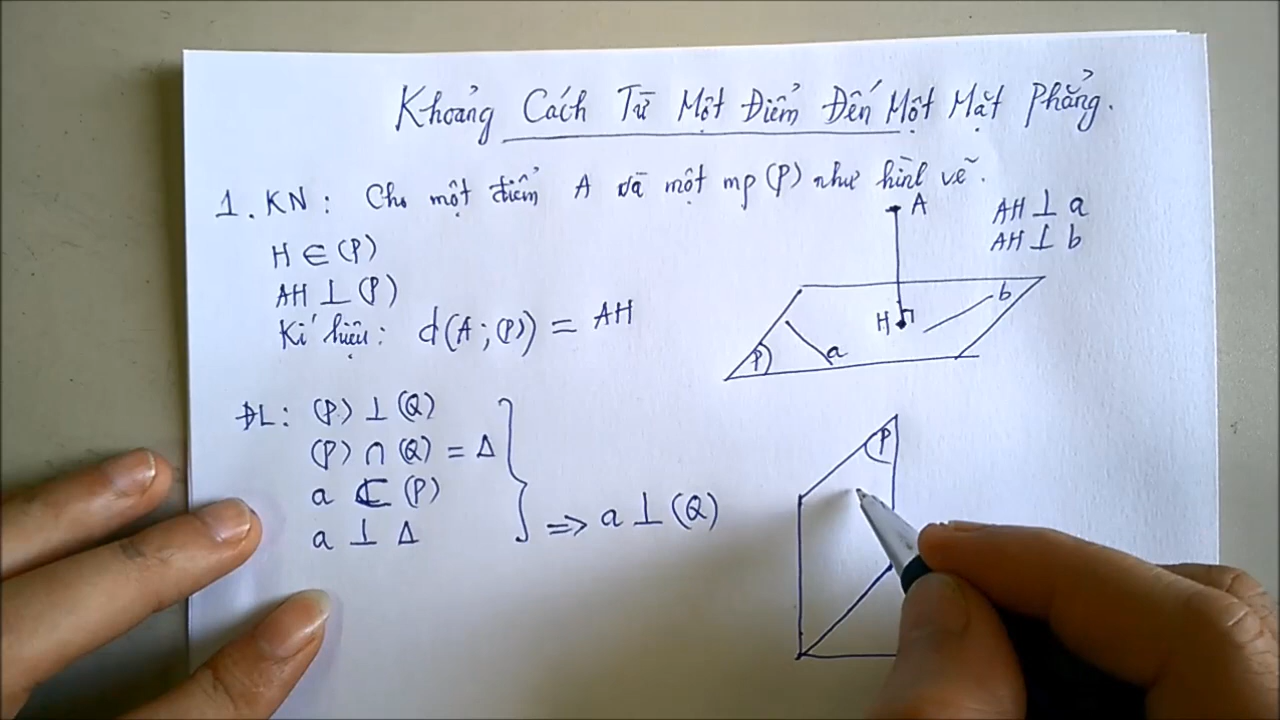 Khoảng Cách Từ Một Điểm Đến Một Mặt Phẳng.
1. KN: Cho một điểm A và một mp (P) như hình vẽ.
H ∈ (P)
AH ⊥ (P)
Kí hiệu: d(A; (P)) = AH
A
AH ⊥ a
AH ⊥ b
b
H
P
a
ĐL: (P) ⊥ (Q)
(P) ∩ (Q) = Δ
a ⊂ (P)
a ⊥ Δ
⇒ a ⊥ (Q)
P